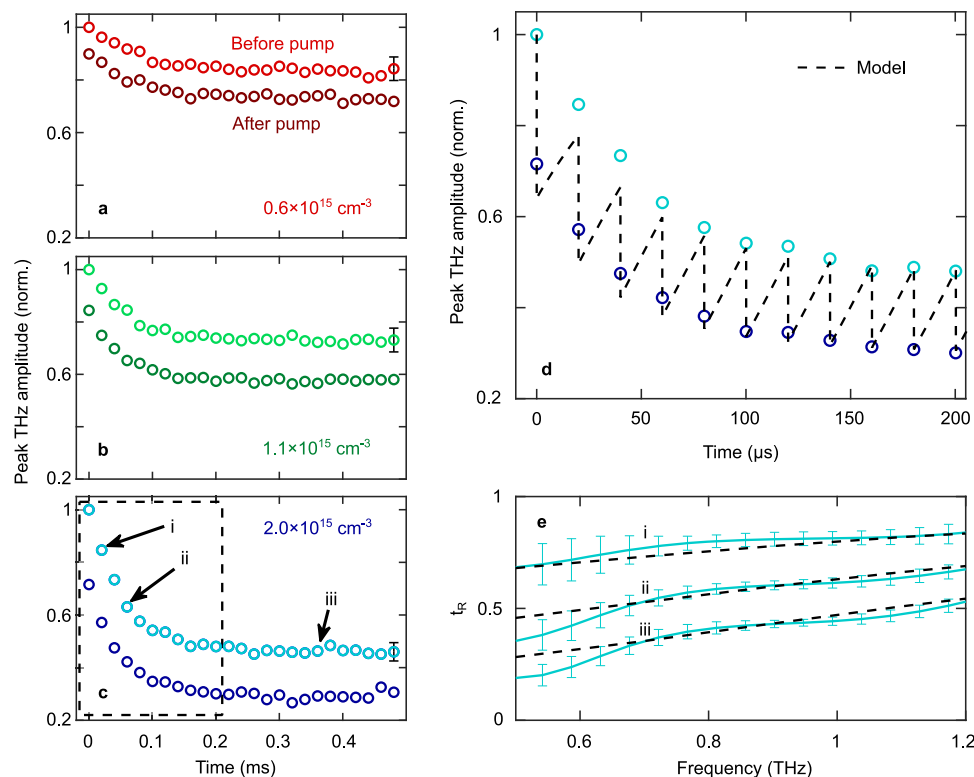 Peak THz amplitude (norm.)
1
0.6
0.2
Before pump
After pump
a
0.6×10¹⁵ cm⁻³
1
0.6
0.2
b
1.1×10¹⁵ cm⁻³
1
0.6
0.2
2.0×10¹⁵ cm⁻³
i
ii
iii
c
0
0.1
0.2
0.3
0.4
Time (ms)
Peak THz amplitude (norm.)
1
0.6
0.2
Model
d
0
50
100
150
200
Time (µs)
t_R
1
0.5
0
e
i
ii
iii
0.6
0.8
1
1.2
Frequency (THz)